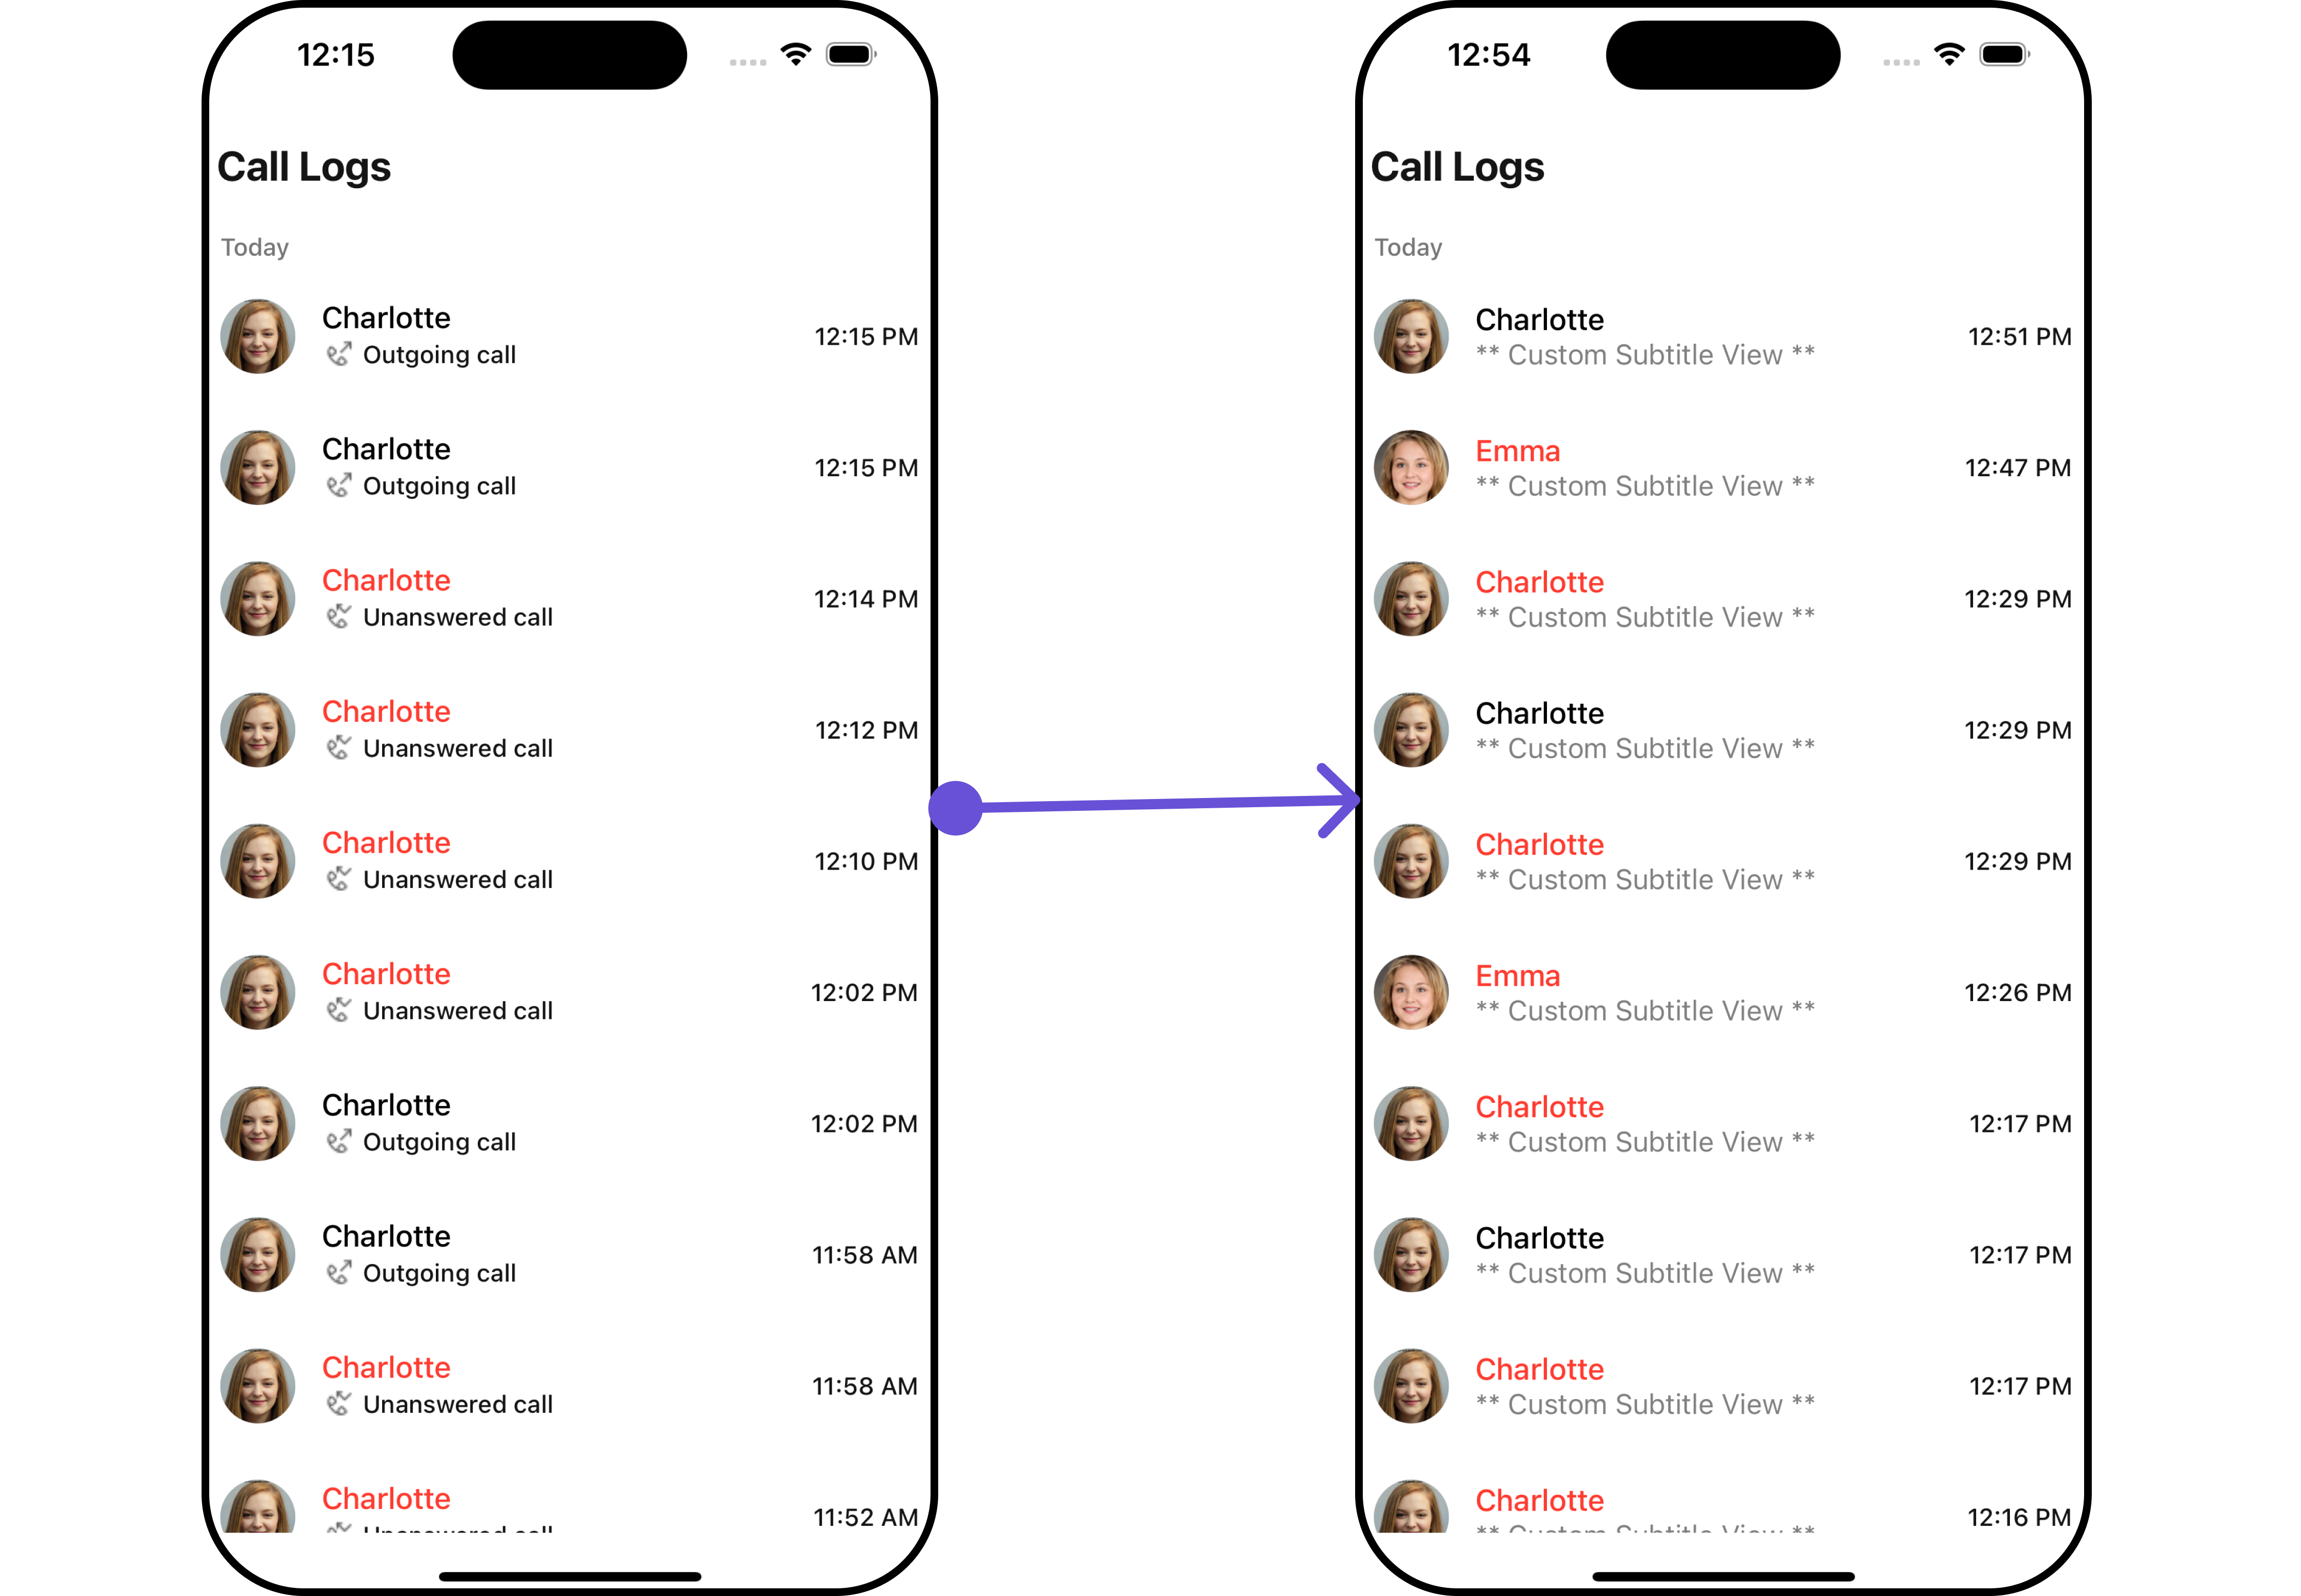 12:15
Call Logs
Today
Charlotte
Outgoing call
12:15 PM
Charlotte
Outgoing call
12:15 PM
Charlotte
Unanswered call
12:14 PM
Charlotte
Unanswered call
12:12 PM
Charlotte
Unanswered call
12:10 PM
Charlotte
Unanswered call
12:02 PM
Charlotte
Outgoing call
12:02 PM
Charlotte
Outgoing call
11:58 AM
Charlotte
Unanswered call
11:58 AM
Charlotte
Unanswered call
11:52 AM
12:54
Call Logs
Today
Charlotte
** Custom Subtitle View **
12:51 PM
Emma
** Custom Subtitle View **
12:47 PM
Charlotte
** Custom Subtitle View **
12:29 PM
Charlotte
** Custom Subtitle View **
12:29 PM
Charlotte
** Custom Subtitle View **
12:29 PM
Emma
** Custom Subtitle View **
12:26 PM
Charlotte
** Custom Subtitle View **
12:17 PM
Charlotte
** Custom Subtitle View **
12:17 PM
Charlotte
** Custom Subtitle View **
12:17 PM
Charlotte
** Custom Subtitle View **
12:16 PM